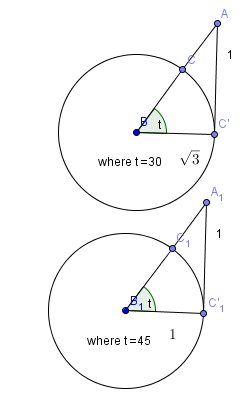 A
C
1
B
t
C'
where t=30
√3
A₁
C₁
1
B₁
t
C'₁
where t=45
1